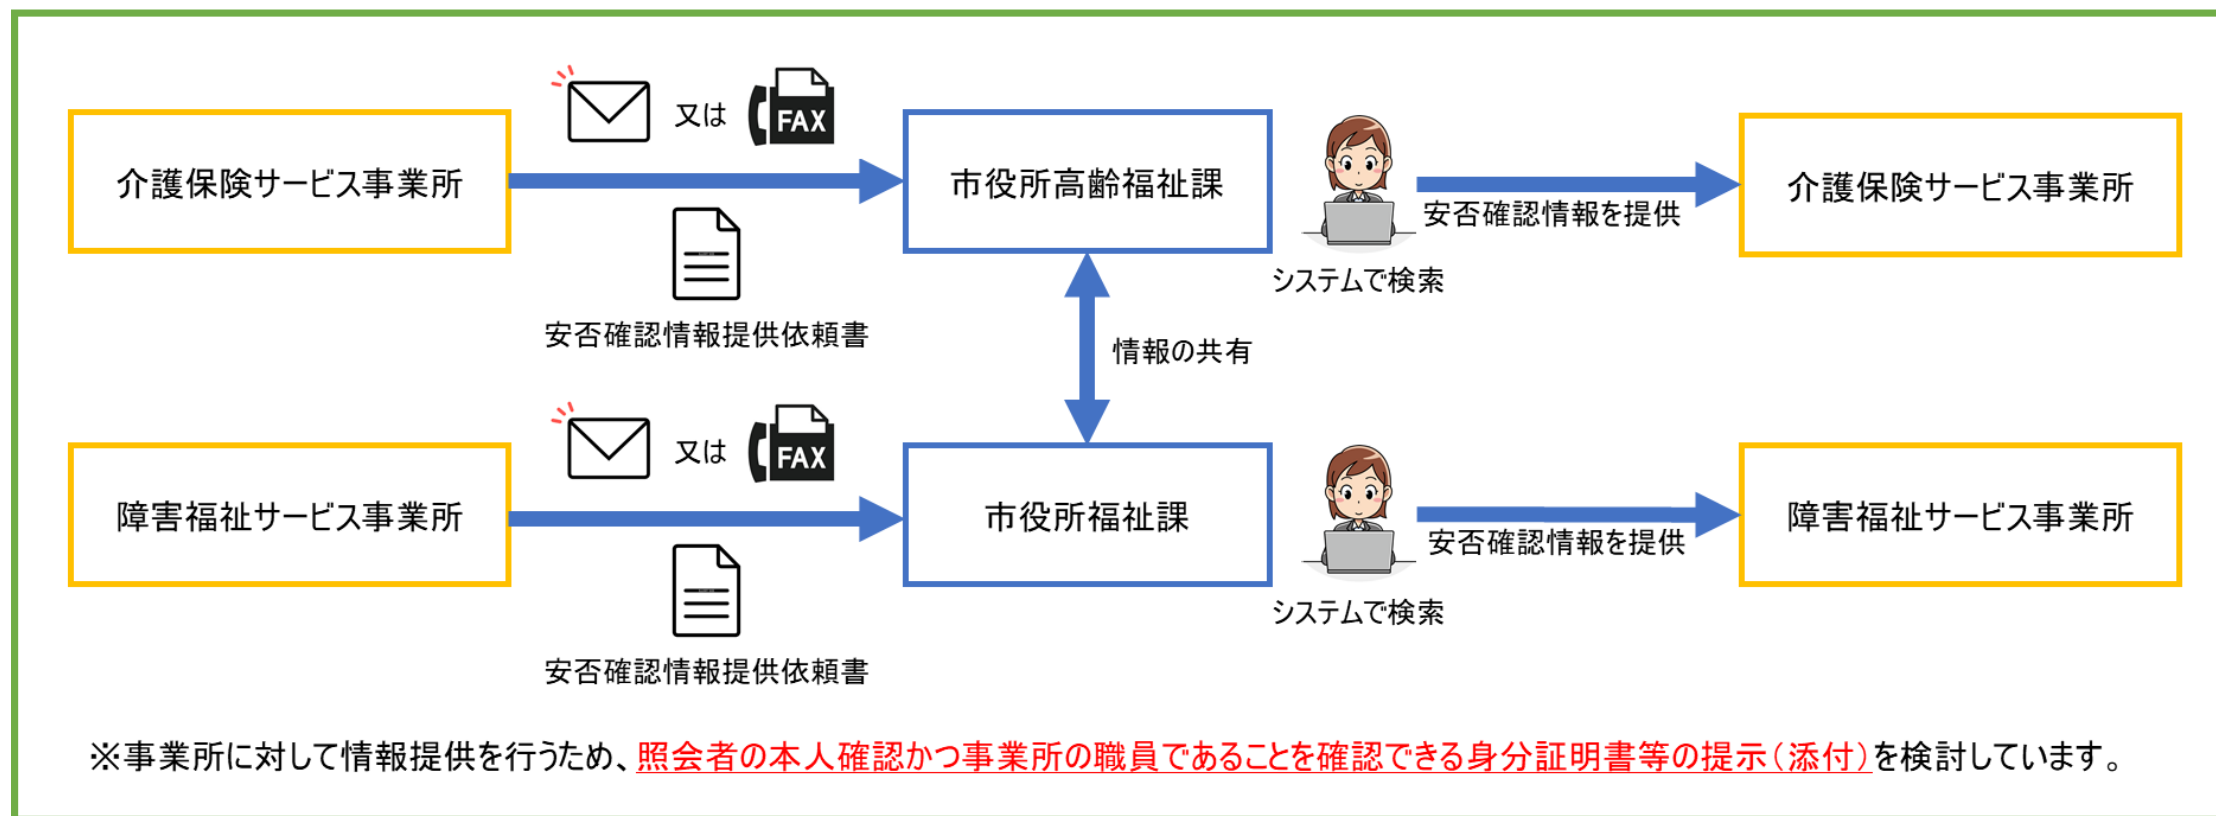 又は
FAX
介護保険サービス事業所
市役所高齢福祉課
介護保険サービス事業所
安否確認情報を提供
システムで検索
安否確認情報提供依頼書
情報の共有
又は
FAX
障害福祉サービス事業所
市役所福祉課
障害福祉サービス事業所
安否確認情報を提供
システムで検索
安否確認情報提供依頼書
※事業所に対して情報提供を行うため、照会者の本人確認かつ事業所の職員であることを確認できる身分証明書等の提示（添付）を検討しています。